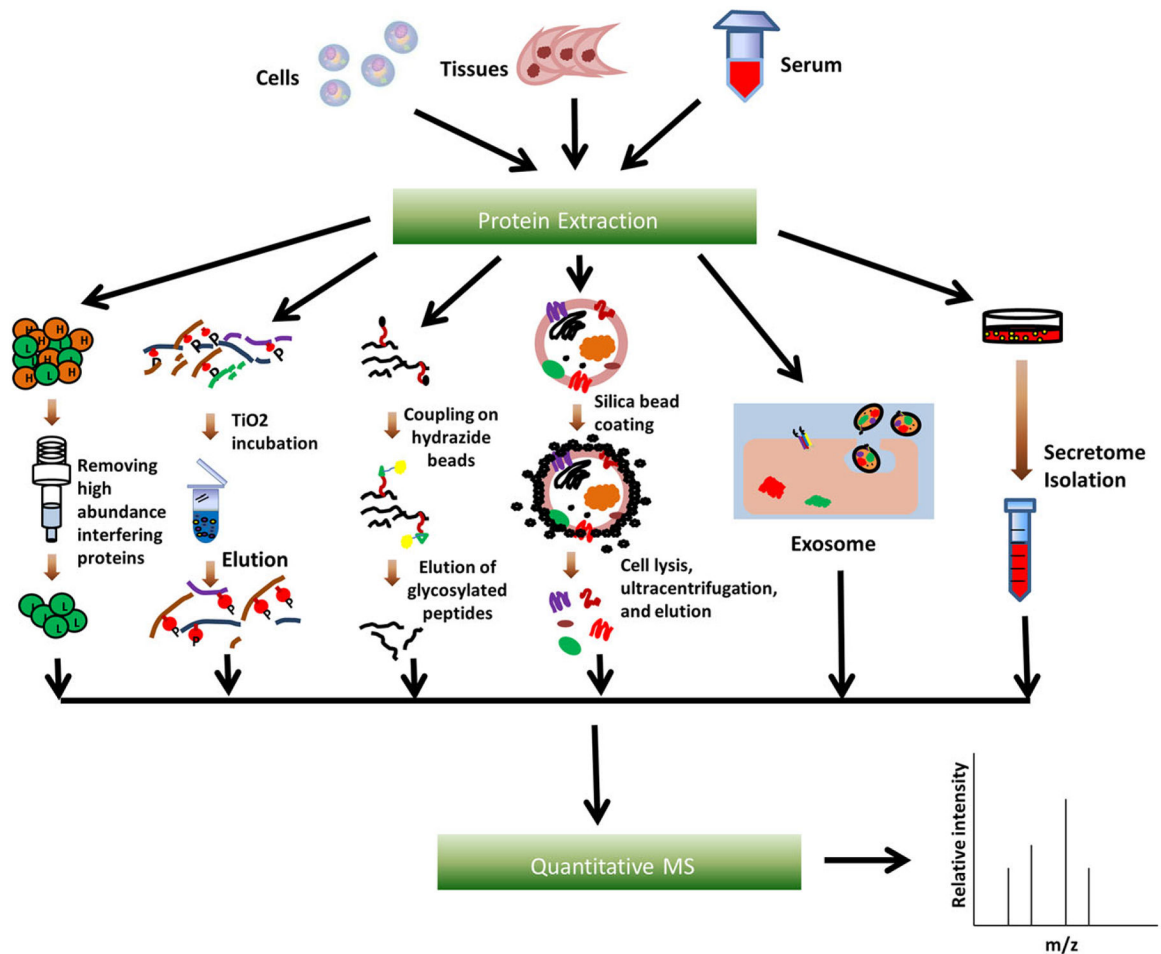 Cells
Tissues
Serum
Protein Extraction
H
H
L
H
L
H
L
H
L
H
L
H
P
P
P
P
P
TiO2
incubation
Coupling on
hydrazide
beads
Silica bead
coating
Removing
high
abundance
interfering
proteins
Secretome
Isolation
Exosome
Elution
Elution of
glycosylated
peptides
Cell lysis,
ultracentrifugation,
and elution
L
L
L
L
L
L
P
P
P
P
Quantitative MS
Relative intensity
m/z